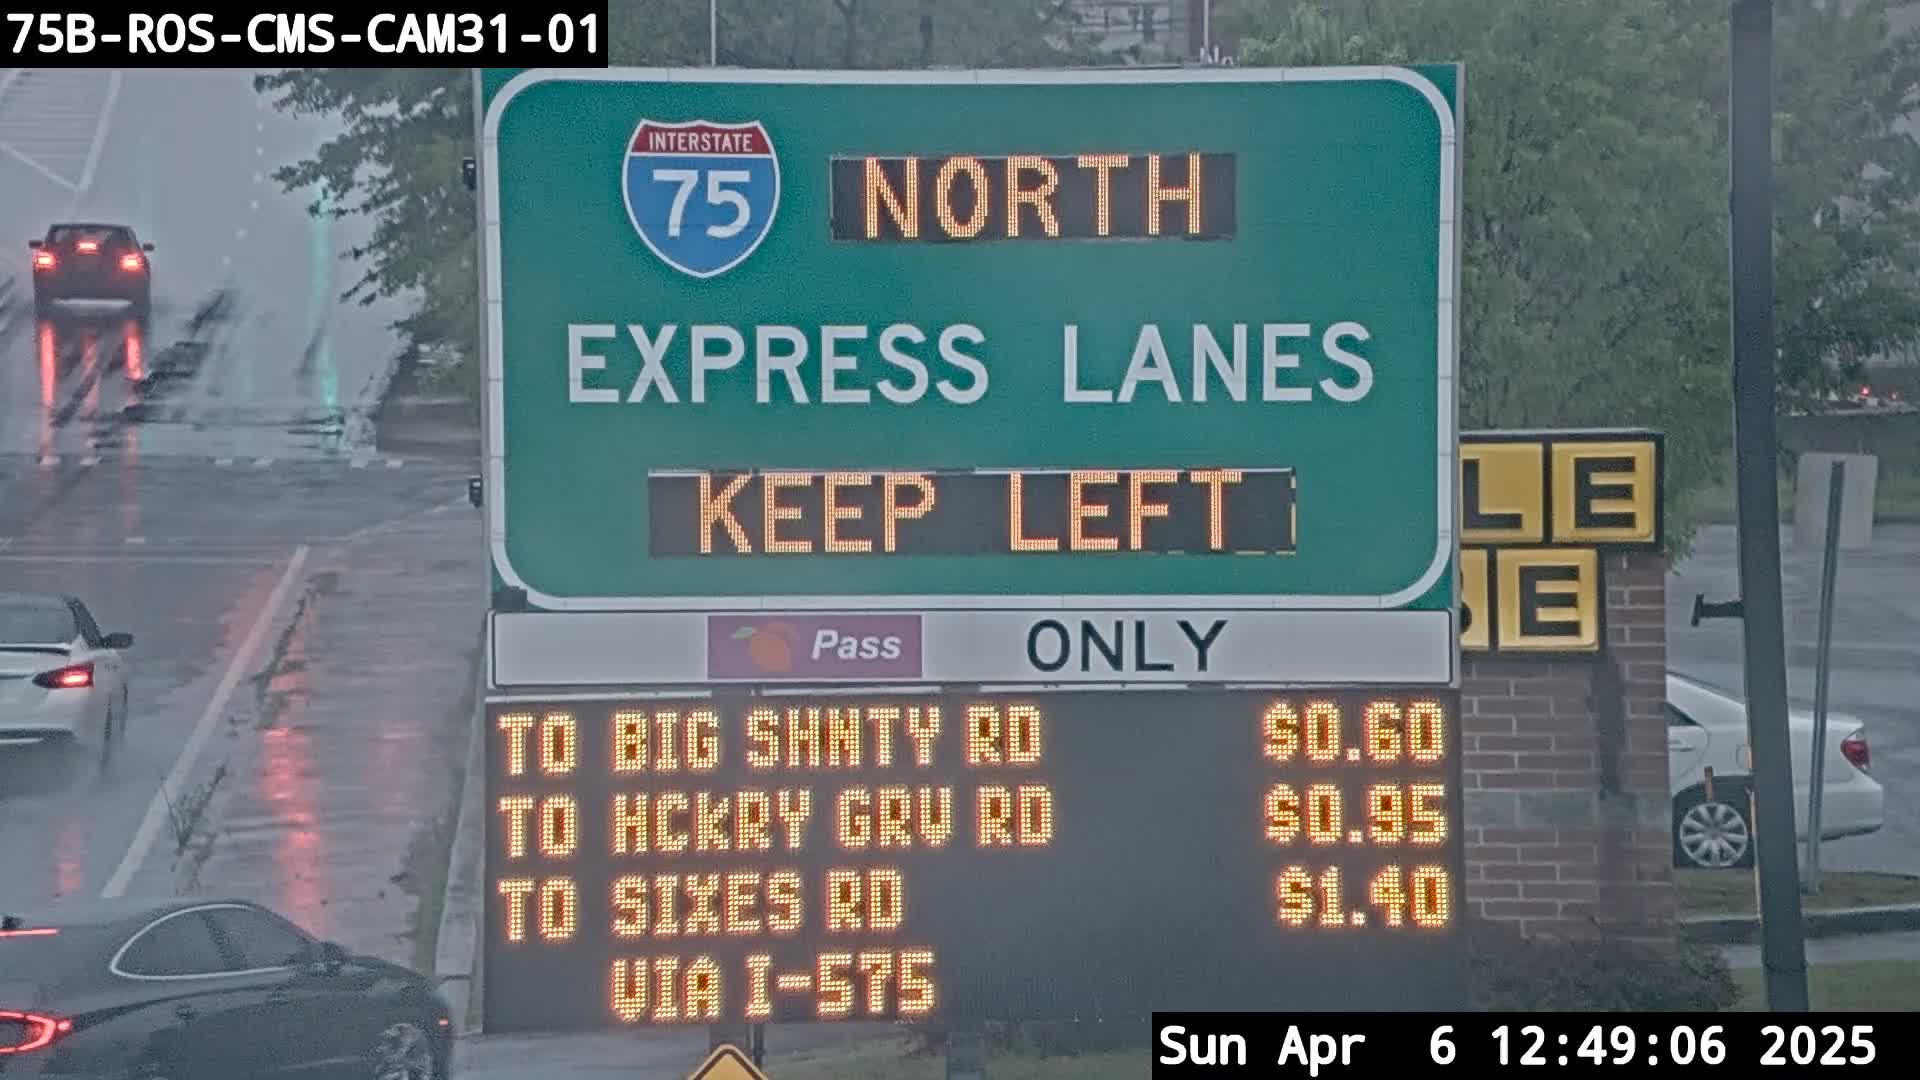 75B-ROS-CMS-CAM31-01
INTERSTATE
75
NORTH
EXPRESS LANES
KEEP LEFT
Pass ONLY
TO BIG SHNTY RD $0.60
TO HCKRY GRV RD $0.95
TO SIXES RD $1.40
VIA I-575
LE
E
Sun Apr 6 12:49:06 2025